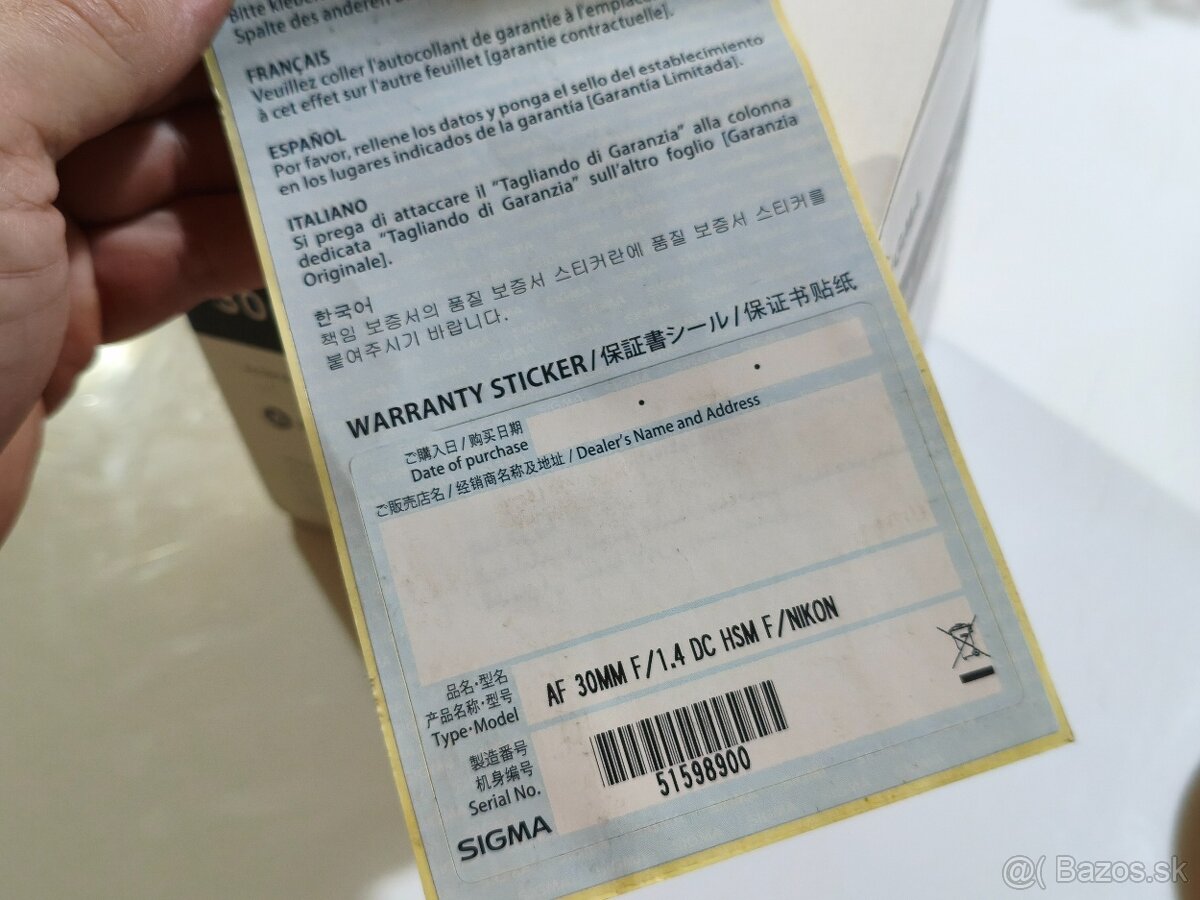 Bitte kleben
Spalte des anderen
FRANÇAIS
Veuillez coller l'autocollant de garantie à l'emplace
à cet effet sur l'autre feuillet [garantie contractuelle].
ESPAÑOL
Por favor, rellene los datos y ponga el sello del establecimiento
en los lugares indicados de la garantía [Garantía Limitada].
ITALIANO
Si prega di attaccare il "Tagliando di Garanzia" alla colonna
dedicata "Tagliando di Garanzia" sull'altro foglio [Garanzia
Originale].
한국어
책임 보증서의 품질 보증서 스티커란에 품질 보증서 스티커를
붙여주시기 바랍니다.
WARRANTY STICKER/保証書シール/保证书贴纸
ご購入日/购买日期
Date of purchase
ご販売店名/经销商名称及地址/Dealer's Name and Address
品名・型名
产品名称・型号
Type・Model
AF 30MM F/1.4 DC HSM F/NIKON
製造番号
机身编号
Serial No.
51598900
SIGMA
@( Bazos.sk